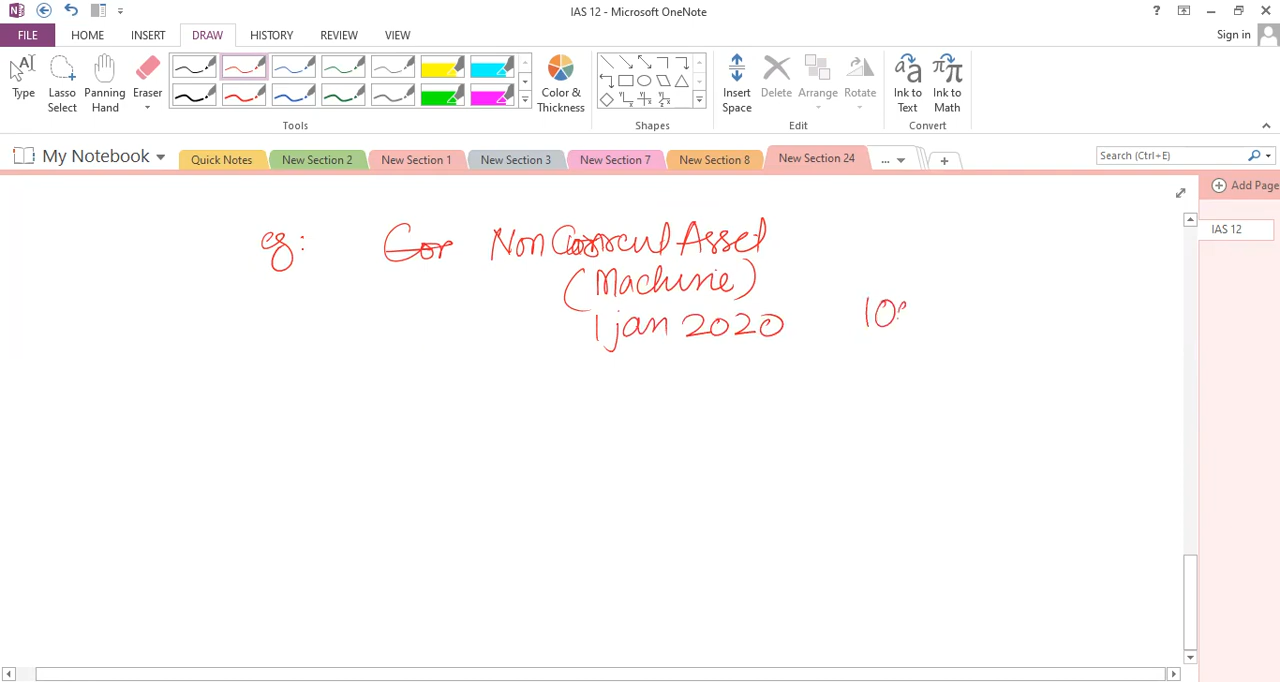 IAS 12 - Microsoft OneNote
?
FILE HOME INSERT DRAW HISTORY REVIEW VIEW
Sign in
Type
Lasso Select
Panning Hand
Eraser
Color & Thickness
Insert Space
Delete
Arrange
Rotate
Ink to Text
Ink to Math
Tools
Shapes
Edit
Convert
My Notebook
Quick Notes New Section 2 New Section 1 New Section 3 New Section 7 New Section 8 New Section 24 ...
Search (Ctrl+E)
Add Page
IAS 12
eg: Non Asset
(Machine)
1 jan 2020